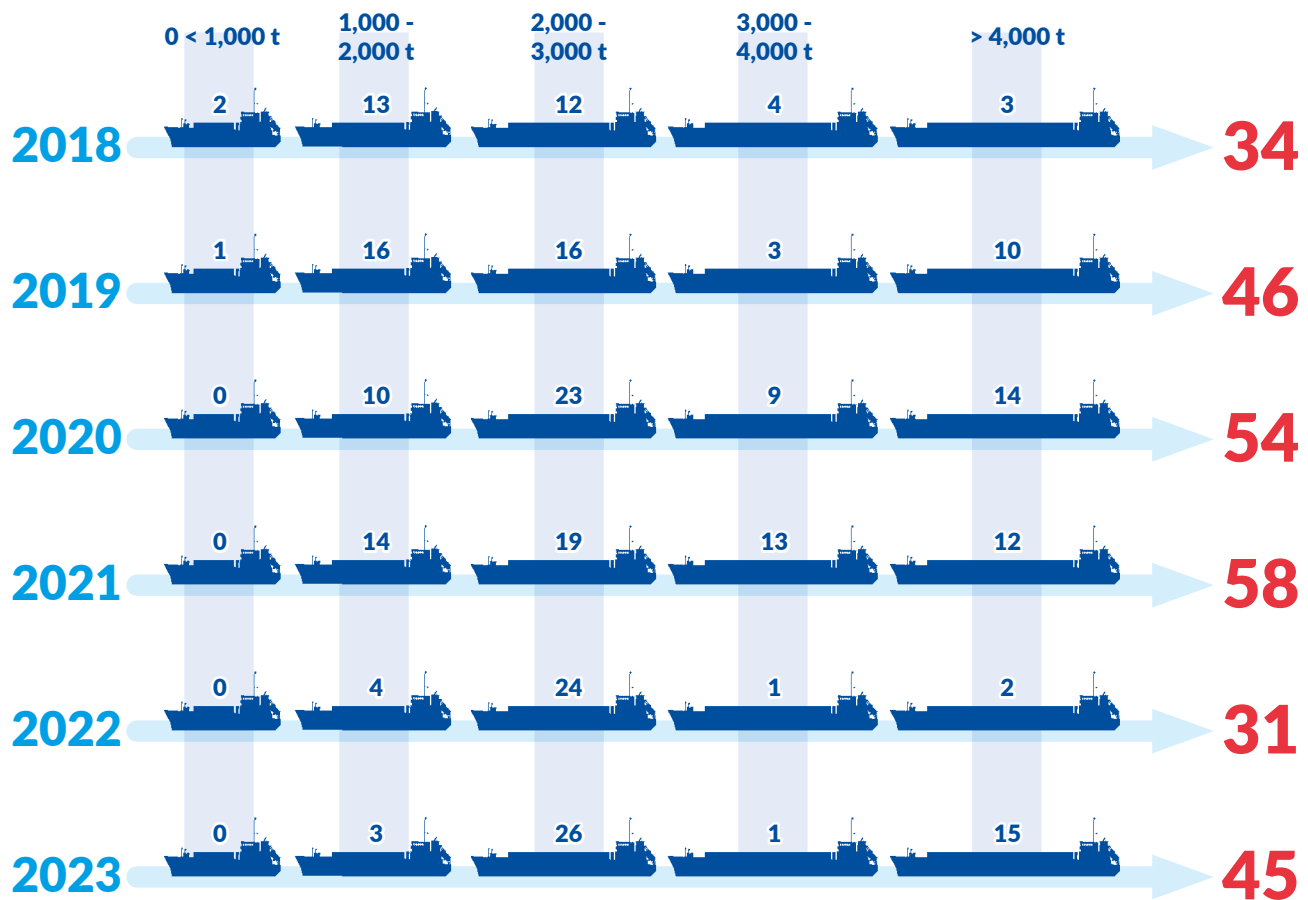 0 < 1,000 t
1,000 -
2,000 t
2,000 -
3,000 t
3,000 -
4,000 t
> 4,000 t
2018 2 13 12 4 3 34
2019 1 16 16 3 10 46
2020 0 10 23 9 14 54
2021 0 14 19 13 12 58
2022 0 4 24 1 2 31
2023 0 3 26 1 15 45